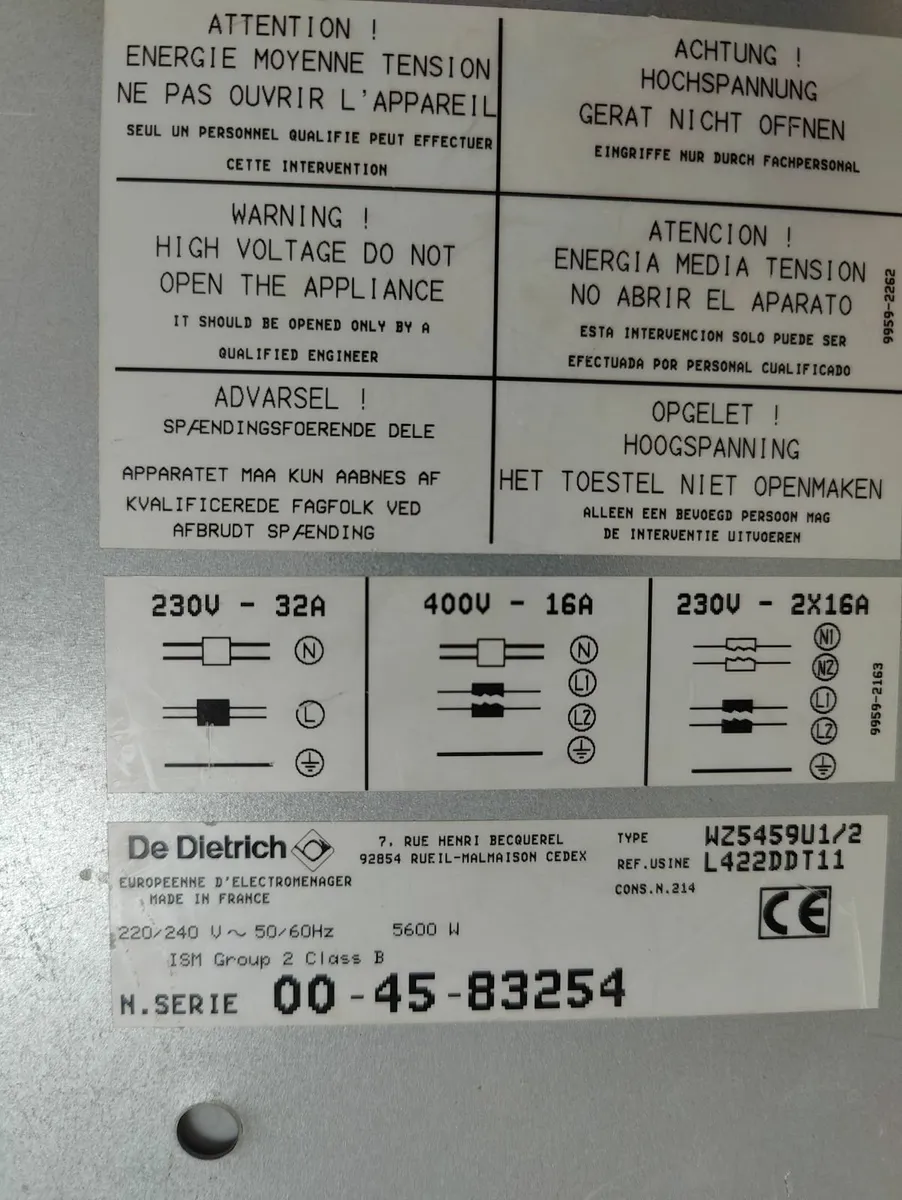 ATTENTION !
ENERGIE MOYENNE TENSION
NE PAS OUVRIR L'APPAREIL
SEUL UN PERSONNEL QUALIFIE PEUT EFFECTUER
CETTE INTERVENTION
ACHTUNG !
HOCHSPANNUNG
GERAT NICHT OFFNEN
EINGRIFFE NUR DURCH FACHPERSONAL
WARNING !
HIGH VOLTAGE DO NOT
OPEN THE APPLIANCE
IT SHOULD BE OPENED ONLY BY A
QUALIFIED ENGINEER
ATENCION !
ENERGIA MEDIA TENSION
NO ABRIR EL APARATO
ESTA INTERVENCION SOLO PUEDE SER
EFECTUADA POR PERSONAL CUALIFICADO
9959-2262
ADVARSEL !
SPÆNDINGSFOERENDE DELE
APPARATET MAA KUN AABNES AF
KVALIFICEREDE FAGFOLK VED
AFBRUDT SPÆNDING
OPGELET !
HOOGSPANNING
HET TOESTEL NIET OPENMAKEN
ALLEEN EEN BEVOEGD PERSOON MAG
DE INTERVENTIE UITVOEREN
230V - 32A
N
L
400V - 16A
N
L1
L2
230V - 2X16A
N1
N2
L1
L2
9959-2163
De Dietrich
EUROPEENNE D'ELECTROMENAGER
MADE IN FRANCE
7, RUE HENRI BECQUEREL
92854 RUEIL-MALMAISON CEDEX
TYPE WZ5459U1/2
REF.USINE L422DDT11
CONS.N.214
CE
220/240 V ~ 50/60Hz 5600 W
ISM Group 2 Class B
N.SERIE 00-45-83254